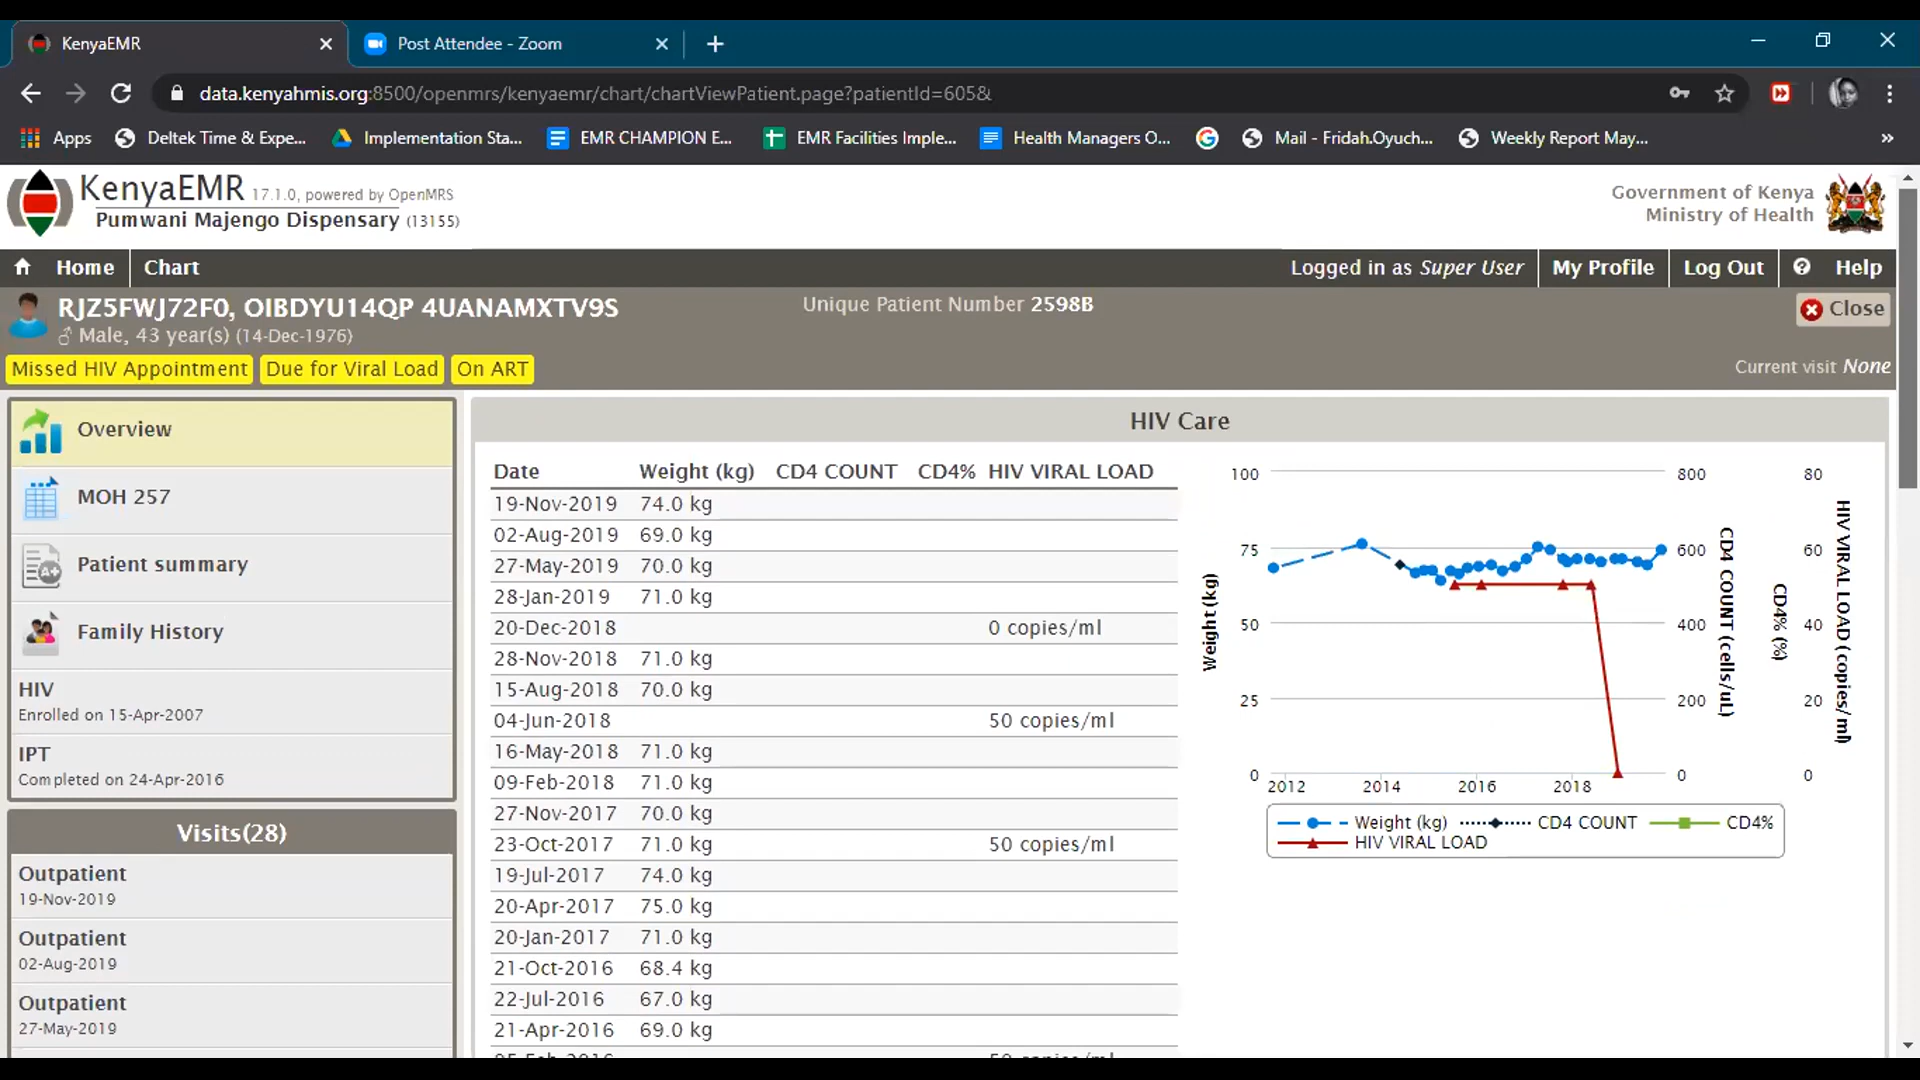 KenyaEMR
Post Attendee - Zoom
data.kenyahmis.org:8500/openmrs/kenyaemr/chart/chartViewPatient.page?patientId=605&
Apps
Deltek Time & Expe...
Implementation Sta...
EMR CHAMPION E...
EMR Facilities Imple...
Health Managers O...
Mail - Fridah.Oyuch...
Weekly Report May...
»
KenyaEMR 17.1.0, powered by OpenMRS
Pumwani Majengo Dispensary (13155)
Government of Kenya
Ministry of Health
Home
Chart
Logged in as Super User
My Profile
Log Out
Help
RJZ5FWJ72F0, OIBDYU14QP 4UANAMXTV9S
Male, 43 year(s) (14-Dec-1976)
Unique Patient Number 2598B
Close
Missed HIV Appointment
Due for Viral Load
On ART
Current visit None
Overview
MOH 257
Patient summary
Family History
HIV
Enrolled on 15-Apr-2007
IPT
Completed on 24-Apr-2016
Visits(28)
Outpatient
19-Nov-2019
Outpatient
02-Aug-2019
Outpatient
27-May-2019
HIV Care
Date Weight (kg) CD4 COUNT CD4% HIV VIRAL LOAD
19-Nov-2019 74.0 kg
02-Aug-2019 69.0 kg
27-May-2019 70.0 kg
28-Jan-2019 71.0 kg
20-Dec-2018 0 copies/ml
28-Nov-2018 71.0 kg
15-Aug-2018 70.0 kg
04-Jun-2018 50 copies/ml
16-May-2018 71.0 kg
09-Feb-2018 71.0 kg
27-Nov-2017 70.0 kg
23-Oct-2017 71.0 kg 50 copies/ml
19-Jul-2017 74.0 kg
20-Apr-2017 75.0 kg
20-Jan-2017 71.0 kg
21-Oct-2016 68.4 kg
22-Jul-2016 67.0 kg
21-Apr-2016 69.0 kg
05-Feb-2016 50 copies/ml
Weight (kg)
100
75
50
25
0
2012 2014 2016 2018
800
600
400
200
0
CD4 COUNT (cells/uL)
CD4% (%)
80
60
40
20
0
HIV VIRAL LOAD (copies/ml)
Weight (kg) CD4 COUNT CD4%
HIV VIRAL LOAD